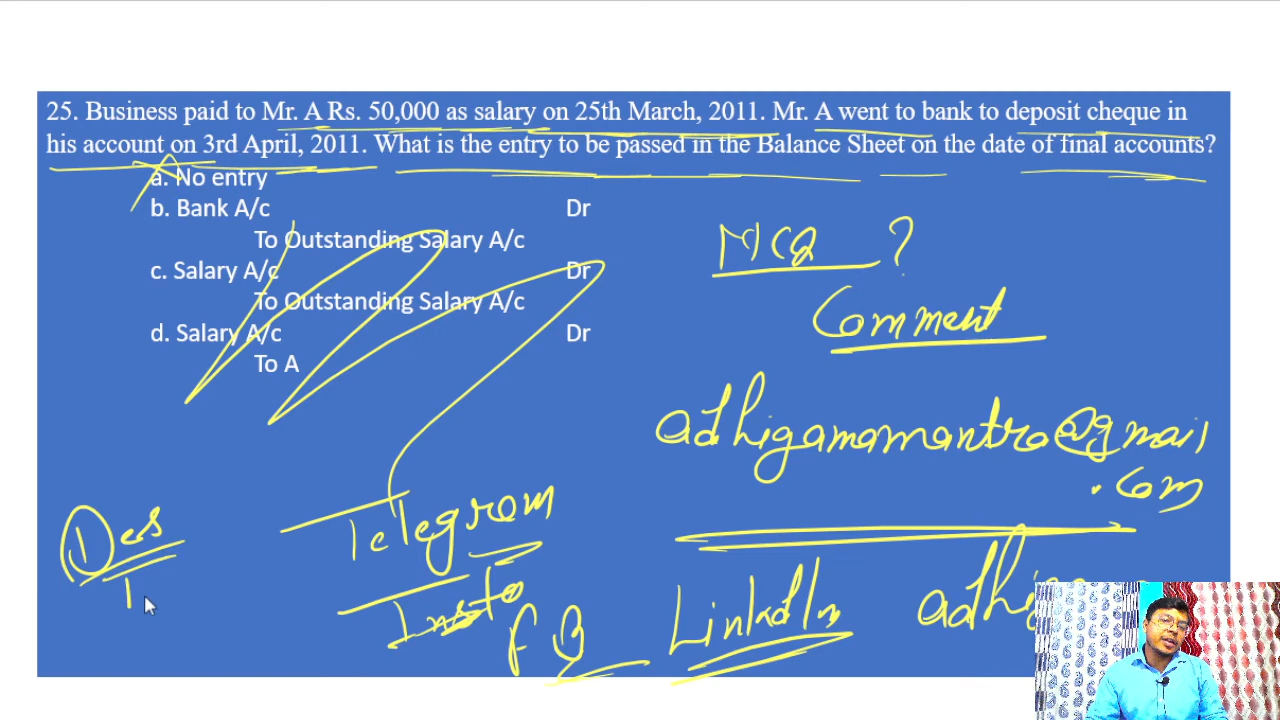 25. Business paid to Mr. A Rs. 50,000 as salary on 25th March, 2011. Mr. A went to bank to deposit cheque in
his account on 3rd April, 2011. What is the entry to be passed in the Balance Sheet on the date of final accounts?
a. No entry
b. Bank A/c Dr
To Outstanding Salary A/c
c. Salary A/c Dr
To Outstanding Salary A/c
d. Salary A/c Dr
To A
MCQ ?
Comment
adhigamamantra@gmail
.com
Des
Telegram
Insta
FB
LinkdIn